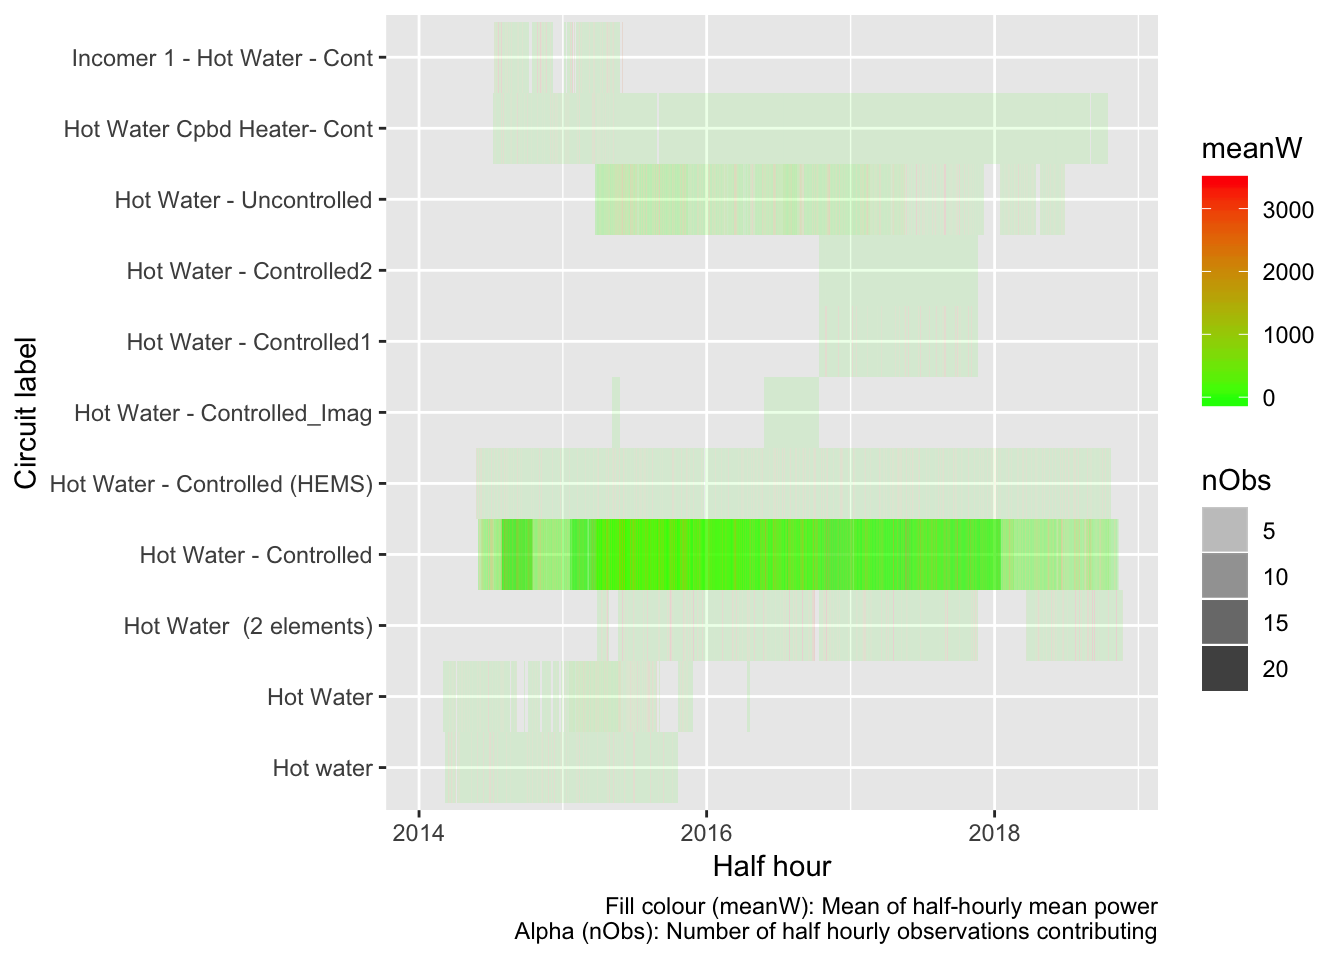 Incomer 1 - Hot Water - Cont
Hot Water Cpbd Heater- Cont
Hot Water - Uncontrolled
Hot Water - Controlled2
Hot Water - Controlled1
Hot Water - Controlled_Imag
Hot Water - Controlled (HEMS)
Hot Water - Controlled
Hot Water  (2 elements)
Hot Water
Hot water
Circuit label
2014
2016
2018
Half hour
meanW
3000
2000
1000
0
nObs
5
10
15
20
Fill colour (meanW): Mean of half-hourly mean power
Alpha (nObs): Number of half hourly observations contributing